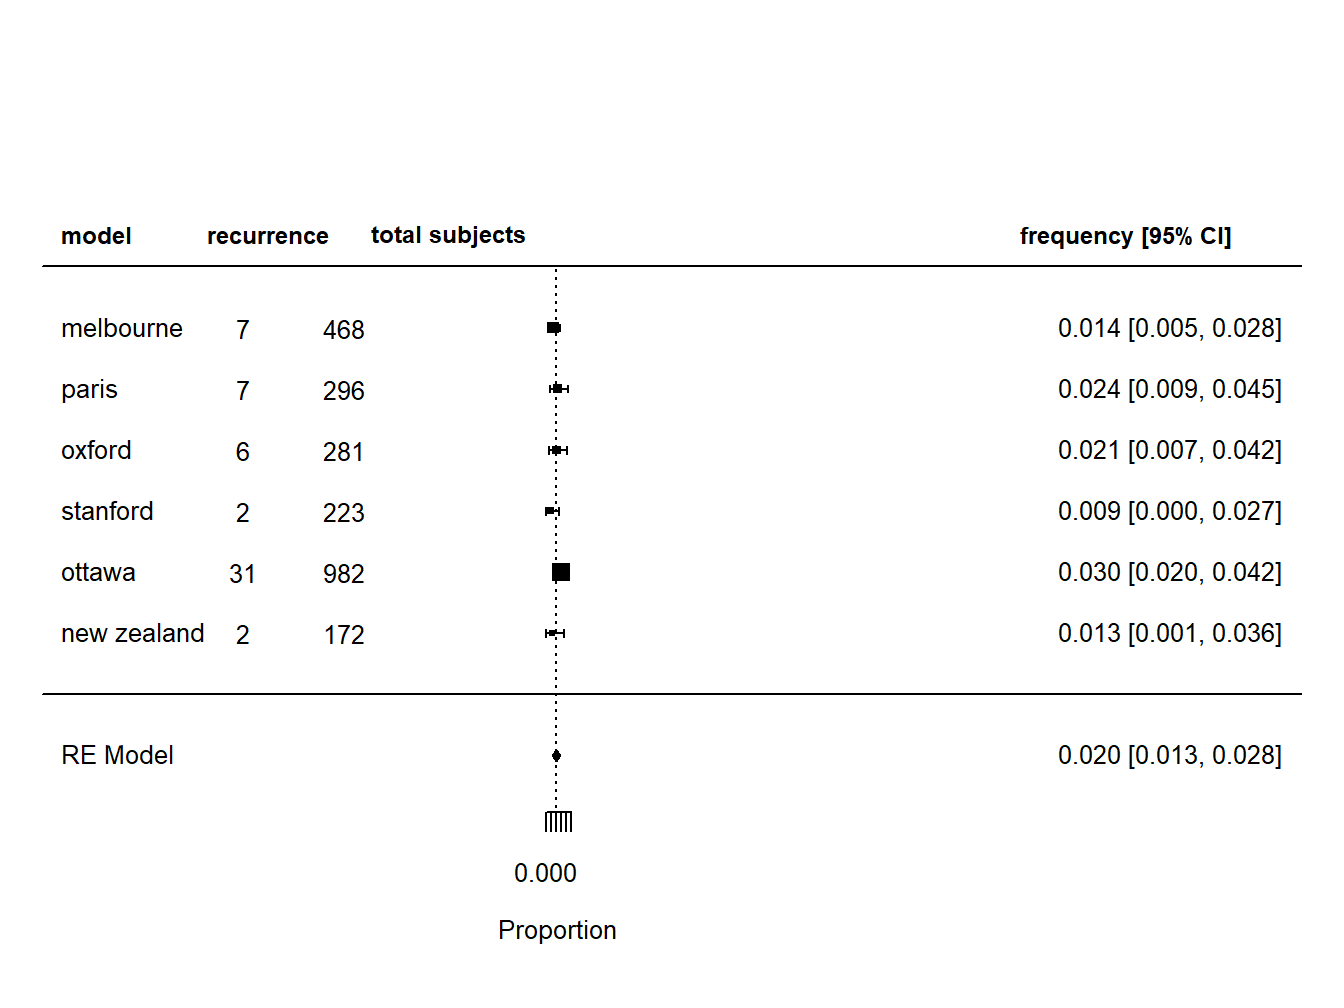 model recurrence total subjects frequency [95% CI]
melbourne 7 468 0.014 [0.005, 0.028]
paris 7 296 0.024 [0.009, 0.045]
oxford 6 281 0.021 [0.007, 0.042]
stanford 2 223 0.009 [0.000, 0.027]
ottawa 31 982 0.030 [0.020, 0.042]
new zealand 2 172 0.013 [0.001, 0.036]
RE Model 0.020 [0.013, 0.028]
0.000
Proportion